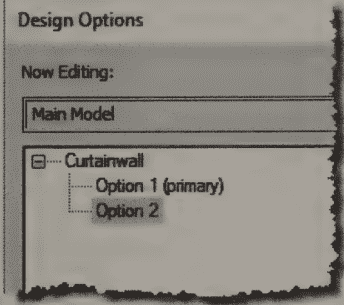 Design Options
Now Editing:
Main Model
Curtainwall
Option 1 (primary)
Option 2